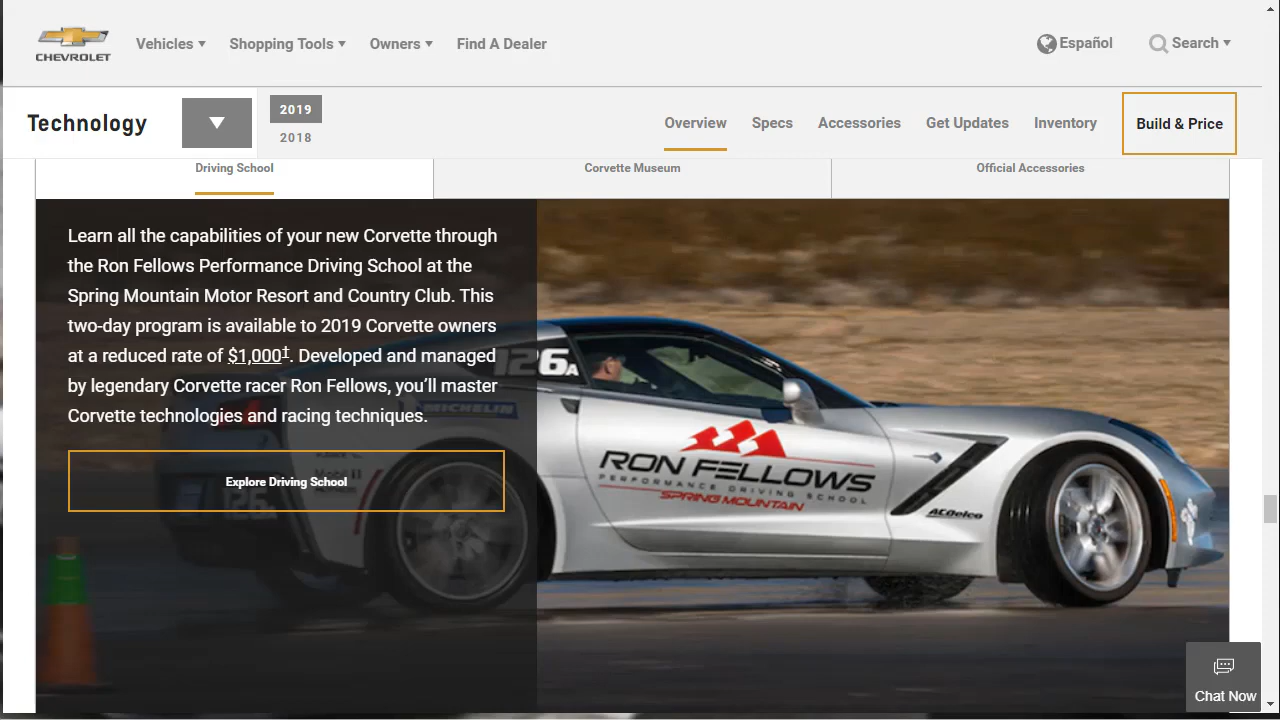 CHEVROLET
Vehicles
Shopping Tools
Owners
Find A Dealer
Español
Search
Technology
2019
2018
Overview
Specs
Accessories
Get Updates
Inventory
Build & Price
Driving School
Corvette Museum
Official Accessories
Learn all the capabilities of your new Corvette through
the Ron Fellows Performance Driving School at the
Spring Mountain Motor Resort and Country Club. This
two-day program is available to 2019 Corvette owners
at a reduced rate of $1,000‡. Developed and managed
by legendary Corvette racer Ron Fellows, you’ll master
Corvette technologies and racing techniques.
Explore Driving School
126A
MICHELIN
Mobil 1
126A
RON FELLOWS
PERFORMANCE DRIVING SCHOOL
SPRING MOUNTAIN
ACDelco
Chat Now